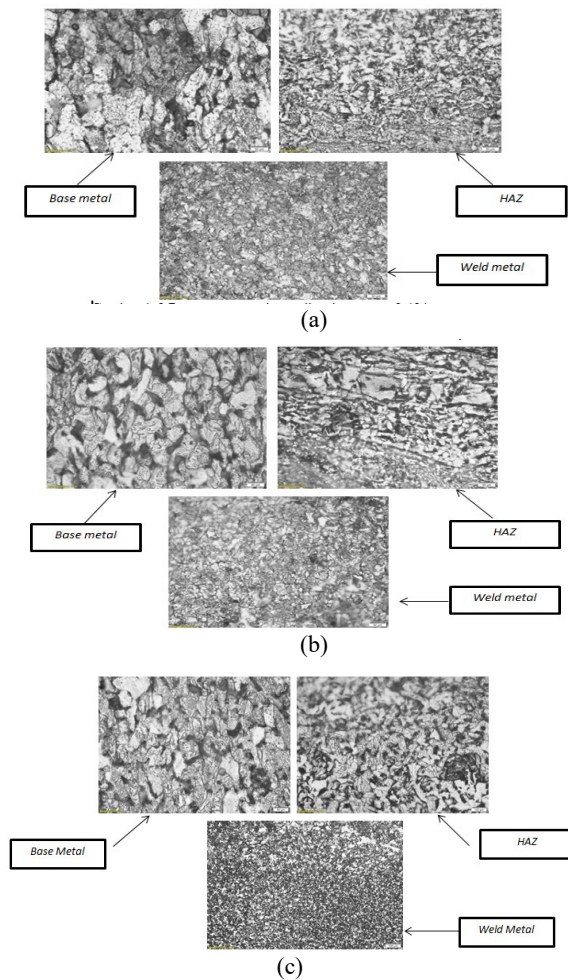 Base metal
HAZ
Weld metal
(a)
Base metal
HAZ
Weld metal
(b)
Base Metal
HAZ
Weld Metal
(c)